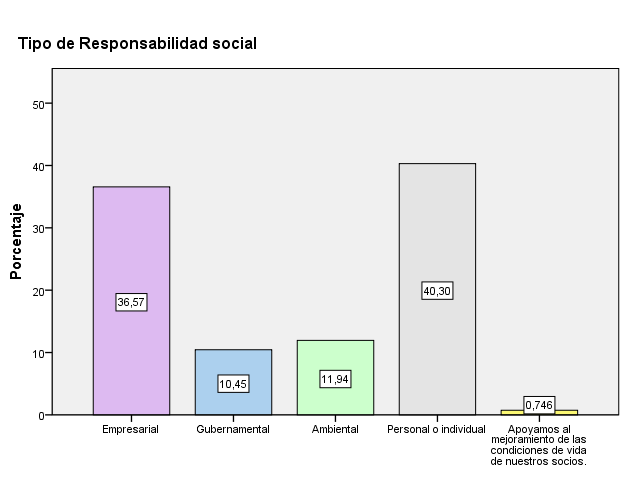 Tipo de Responsabilidad social
Porcentaje
50
40
30
20
10
0
36,57
10,45
11,94
40,30
0,746
Empresarial
Gubernamental
Ambiental
Personal o individual
Apoyamos al
mejoramiento de las
condiciones de vida
de nuestros socios.